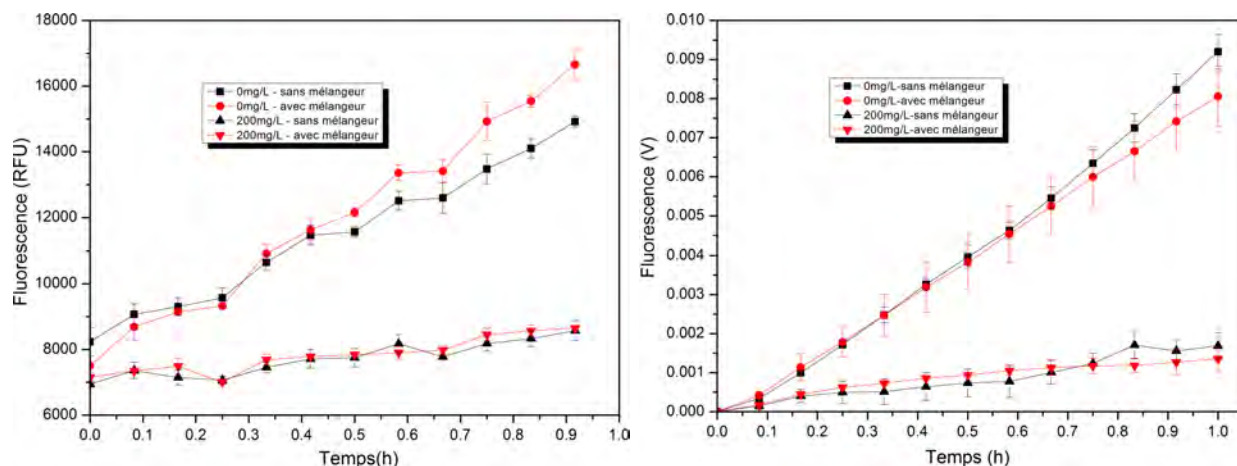 18000
16000
14000
12000
10000
8000
6000
Fluorescence (RFU)
0mg/L - sans mélangeur
0mg/L - avec mélangeur
200mg/L - sans mélangeur
200mg/L - avec mélangeur
0.0 0.1 0.2 0.3 0.4 0.5 0.6 0.7 0.8 0.9 1.0
Temps(h)
0.010
0.009
0.008
0.007
0.006
0.005
0.004
0.003
0.002
0.001
0.000
Fluorescence (V)
0mg/L-sans mélangeur
0mg/L-avec mélangeur
200mg/L-sans mélangeur
200mg/L-avec mélangeur
0.0 0.1 0.2 0.3 0.4 0.5 0.6 0.7 0.8 0.9 1.0
Temps (h)